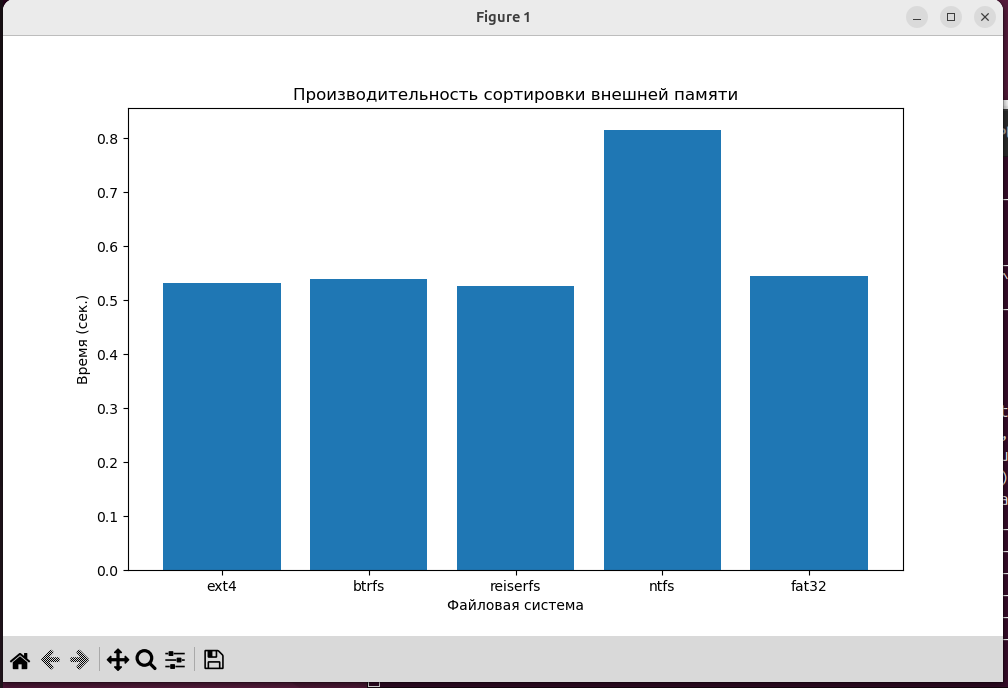 Figure 1
Производительность сортировки внешней памяти
0.8
0.7
0.6
0.5
0.4
0.3
0.2
0.1
0.0
Время (сек.)
ext4 btrfs reiserfs ntfs fat32
Файловая система